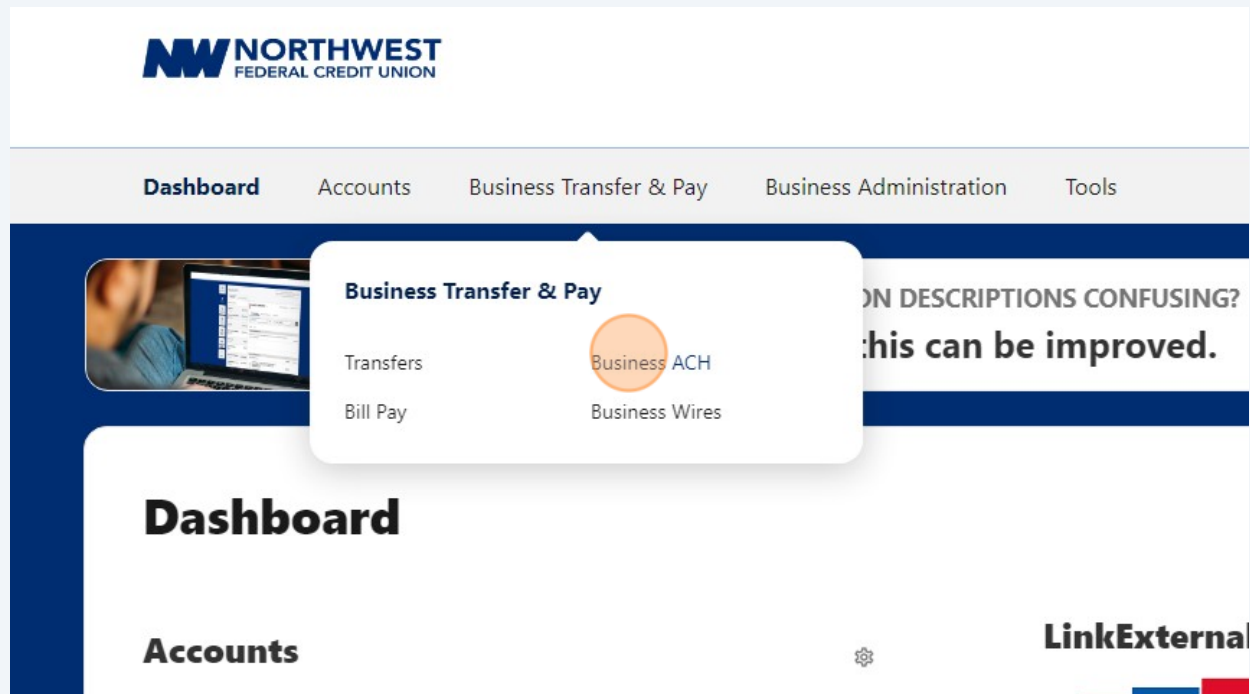 NW NORTHWEST
FEDERAL CREDIT UNION
Dashboard Accounts Business Transfer & Pay Business Administration Tools
Business Transfer & Pay
Transfers Business ACH
Bill Pay Business Wires
DESCRIPTIONS CONFUSING?
this can be improved.
Dashboard
Accounts
LinkExternal